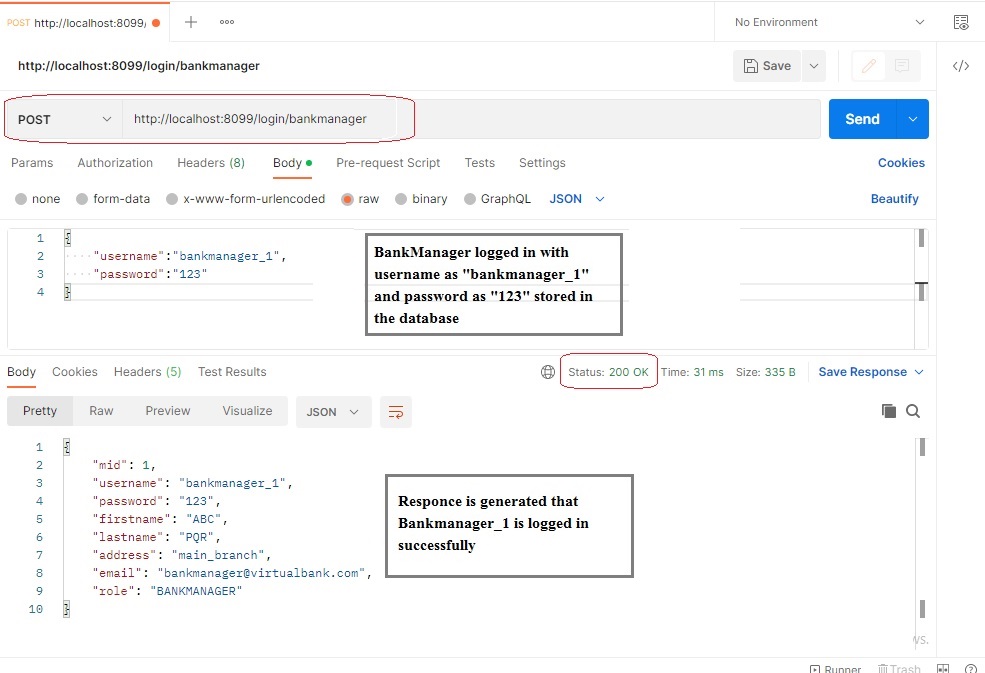 POST http://localhost:8099/
No Environment
http://localhost:8099/login/bankmanager
Save
POST http://localhost:8099/login/bankmanager
Send
Params Authorization Headers (8) Body Pre-request Script Tests Settings Cookies
none form-data x-www-form-urlencoded raw binary GraphQL JSON Beautify
1 {
2 "username":"bankmanager_1",
3 "password":"123"
4 }
BankManager logged in with
username as "bankmanager_1"
and password as "123" stored in
the database
Body Cookies Headers (5) Test Results Status: 200 OK Time: 31 ms Size: 335 B Save Response
Pretty Raw Preview Visualize JSON
1 {
2 "mid": 1,
3 "username": "bankmanager_1",
4 "password": "123",
5 "firstname": "ABC",
6 "lastname": "PQR",
7 "address": "main_branch",
8 "email": "bankmanager@virtualbank.com",
9 "role": "BANKMANAGER"
10 }
Responce is generated that
Bankmanager_1 is logged in
successfully
Runner Trash